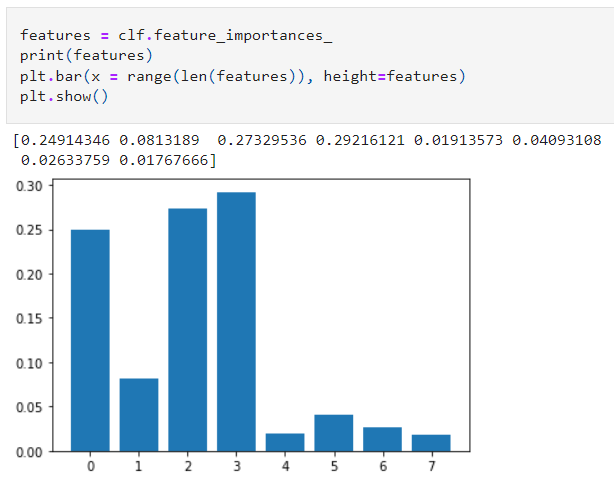 features = clf.feature_importances_
print(features)
plt.bar(x = range(len(features)), height=features)
plt.show()
[0.24914346 0.0813189  0.27329536 0.29216121 0.01913573 0.04093108
 0.02633759 0.01767666]
0.30
0.25
0.20
0.15
0.10
0.05
0.00
0 1 2 3 4 5 6 7